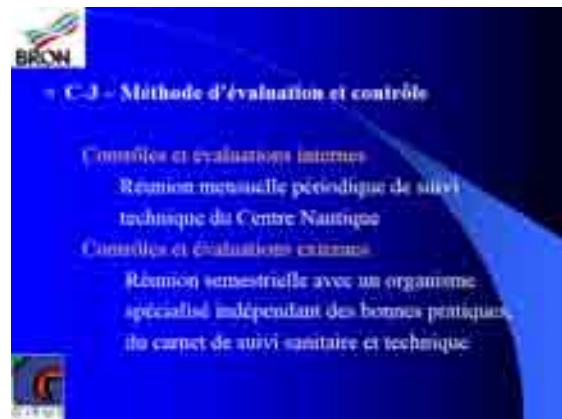 BRON
C-3 – Méthode d'évaluation et contrôle
Contrôles et évaluations internes
Réunion mensuelle périodique de suivi
technique du Centre Nautique
Contrôles et évaluations externes
Réunion semestrielle avec un organisme
spécialisé indépendant des bonnes pratiques,
du carnet de suivi sanitaire et technique